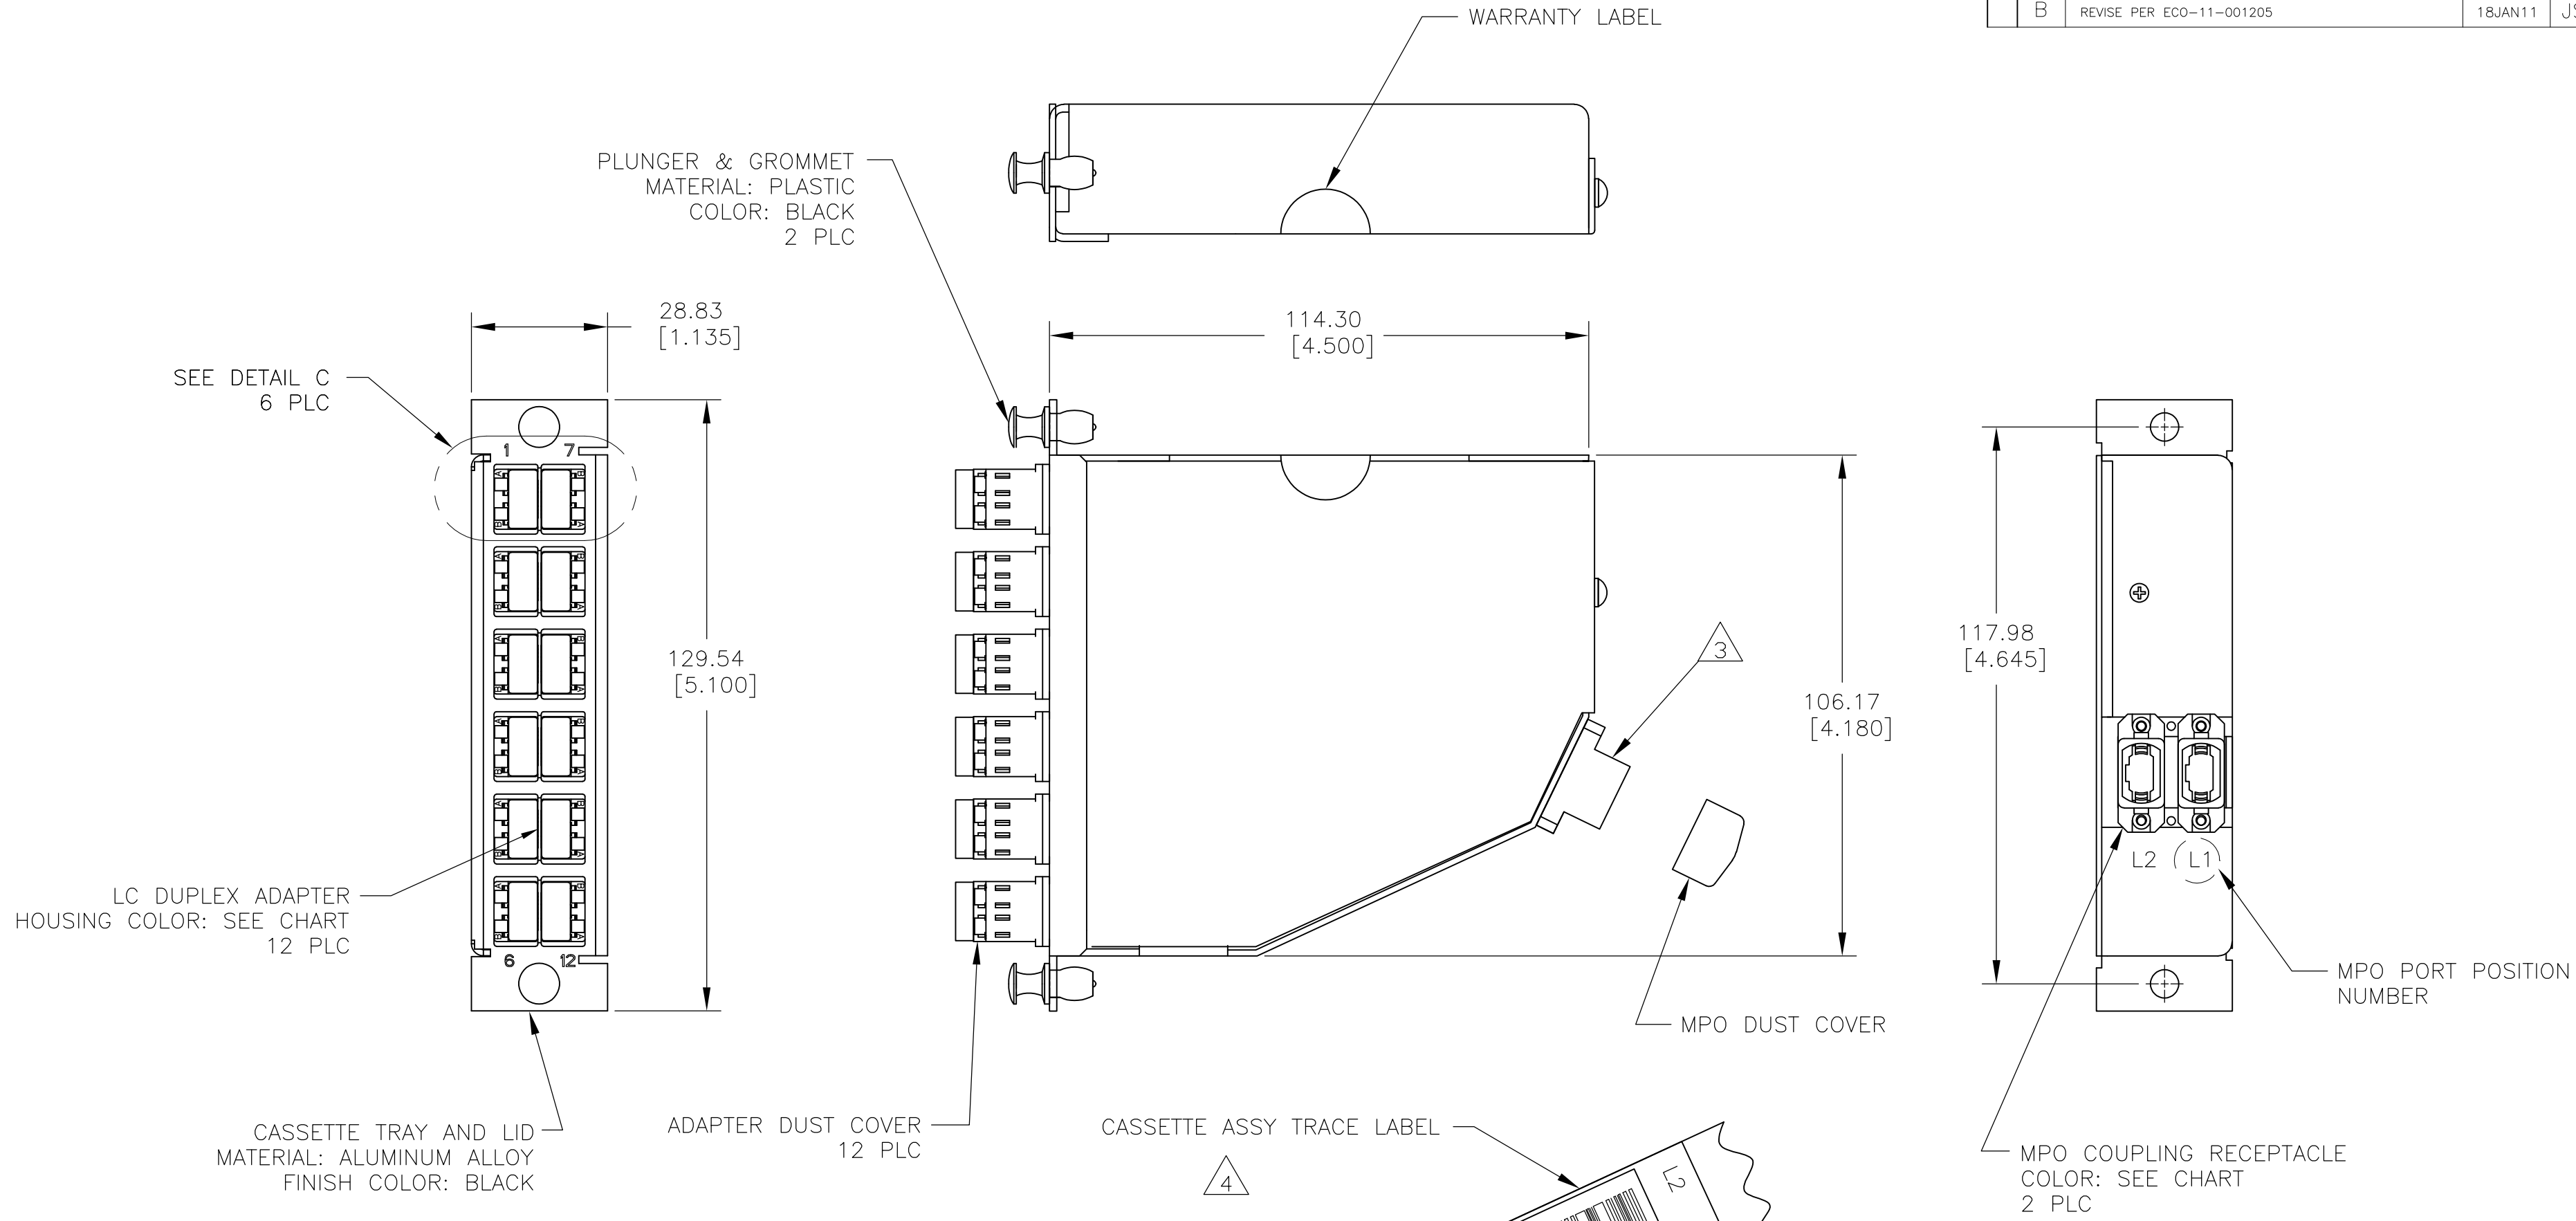 B REVISE PER ECO-11-001205 18JAN11
WARRANTY LABEL
PLUNGER & GROMMET
MATERIAL: PLASTIC
COLOR: BLACK
2 PLC
28.83
[1.135]
114.30
[4.500]
SEE DETAIL C
6 PLC
1 7
A B
B A
A B
B A
A B
B A
A B
B A
A B
B A
A B
B A
6 12
129.54
[5.100]
3
106.17
[4.180]
117.98
[4.645]
LC DUPLEX ADAPTER
HOUSING COLOR: SEE CHART
12 PLC
L2 L1
MPO PORT POSITION
NUMBER
MPO DUST COVER
CASSETTE TRAY AND LID
MATERIAL: ALUMINUM ALLOY
FINISH COLOR: BLACK
ADAPTER DUST COVER
12 PLC
CASSETTE ASSY TRACE LABEL
4
L2
MPO COUPLING RECEPTACLE
COLOR: SEE CHART
2 PLC